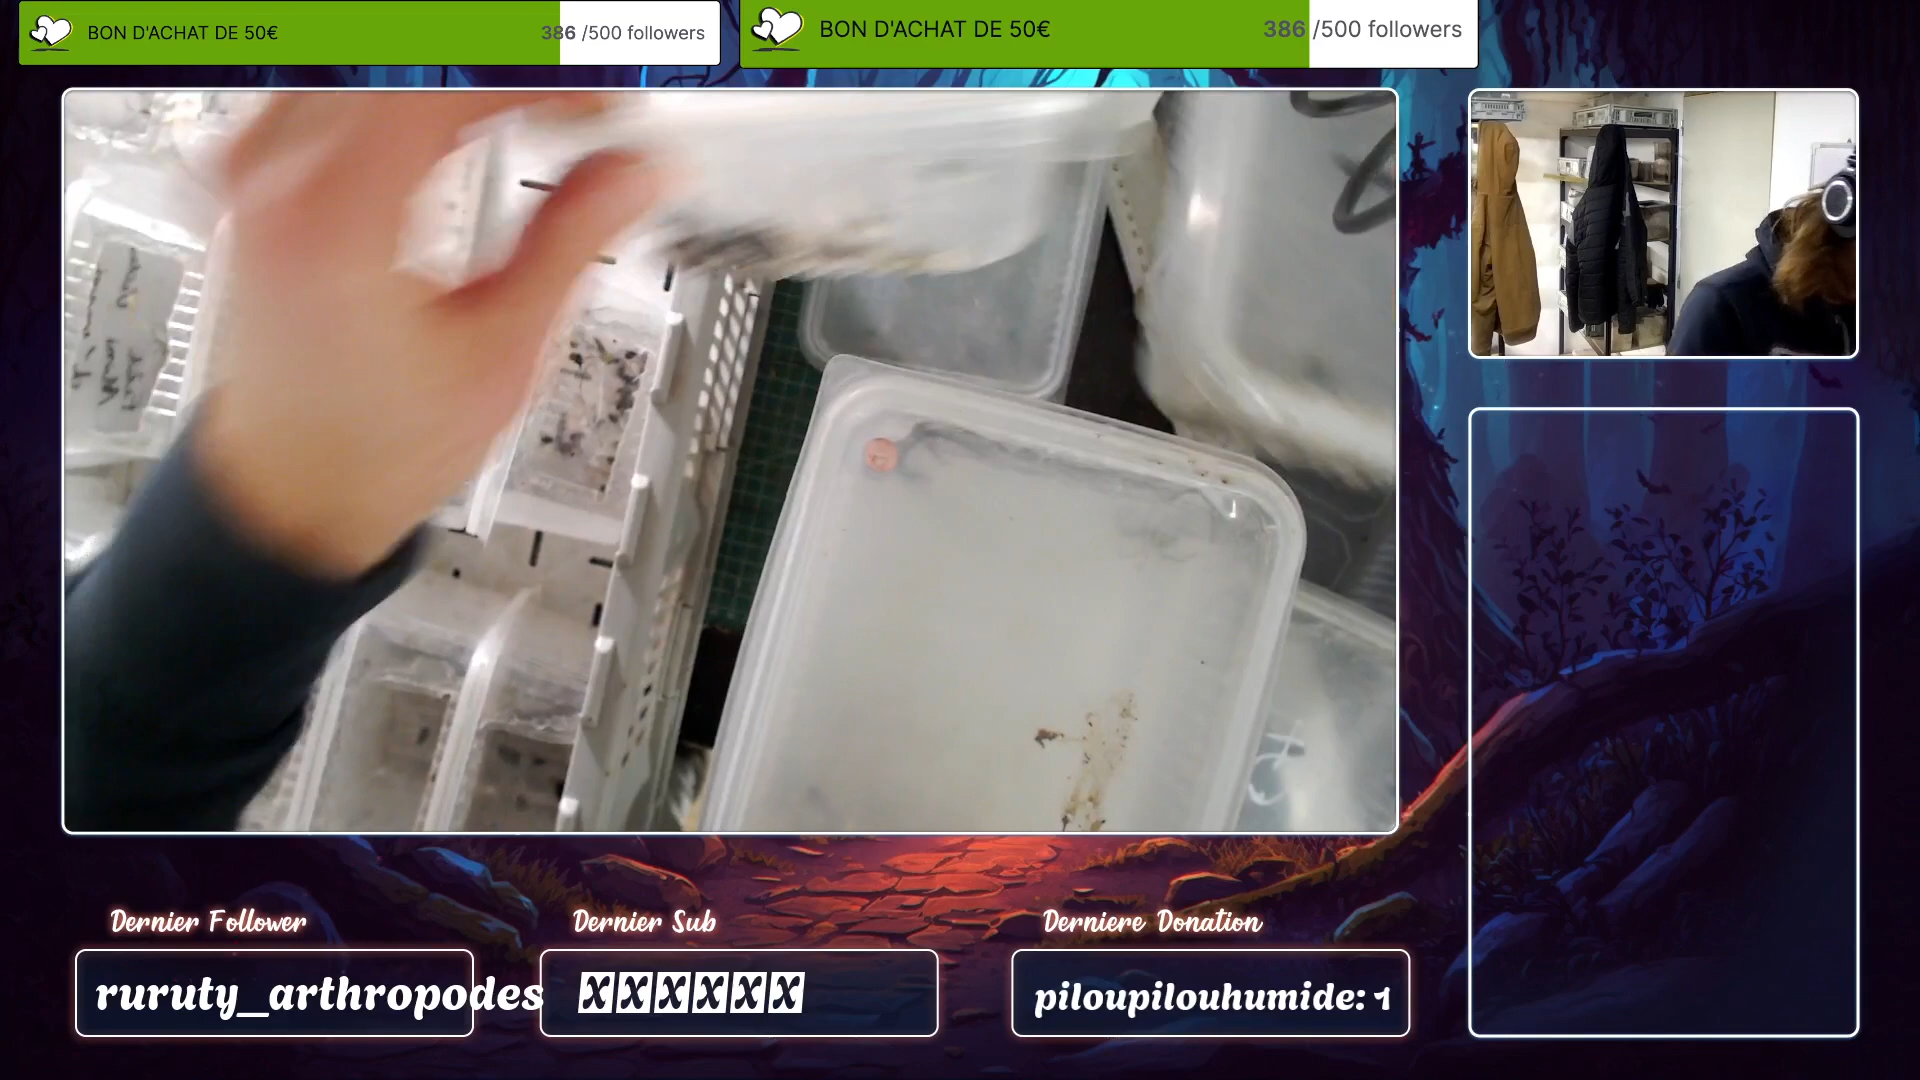 BON D'ACHAT DE 50€ 386 /500 followers
BON D'ACHAT DE 50€ 386 /500 followers
Dernier Follower
Dernier Sub
Derniere Donation
ruruty_arthropodes
piloupilouhumide: 1